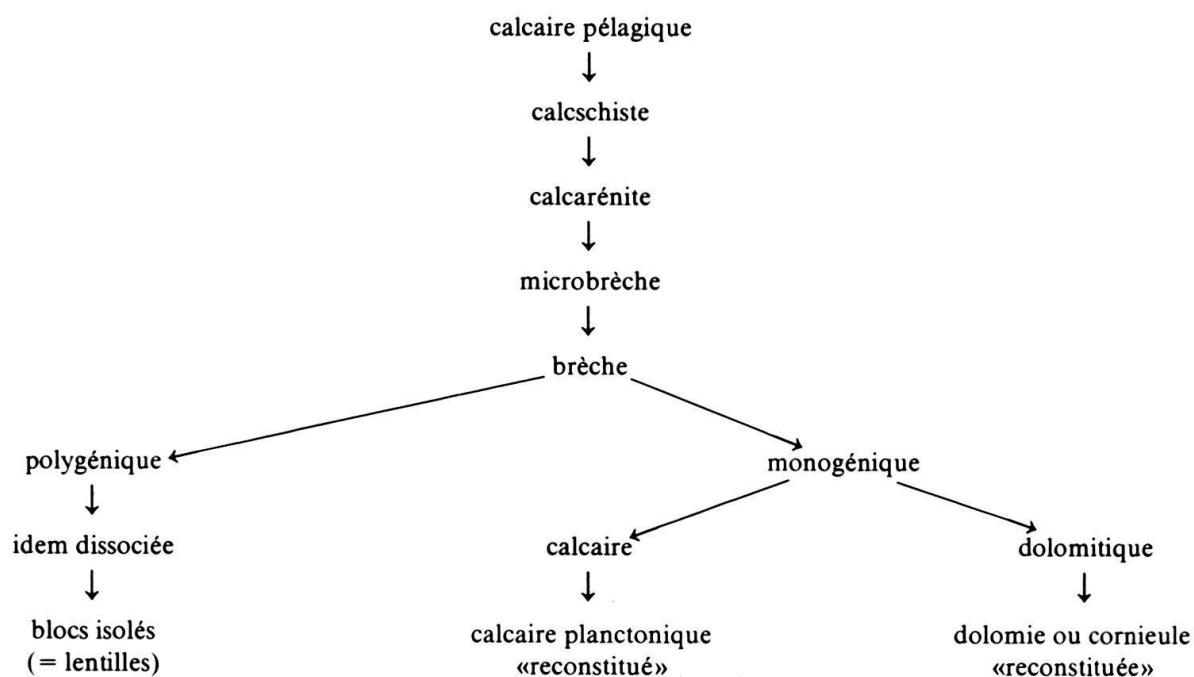 calcaire pélagique
calcschiste
calcarénite
microbrèche
brèche
polygénique
monogénique
idem dissociée
calcaire
dolomitique
blocs isolés
(= lentilles)
calcaire planctonique
«reconstitué»
dolomie ou cornieule
«reconstituée»